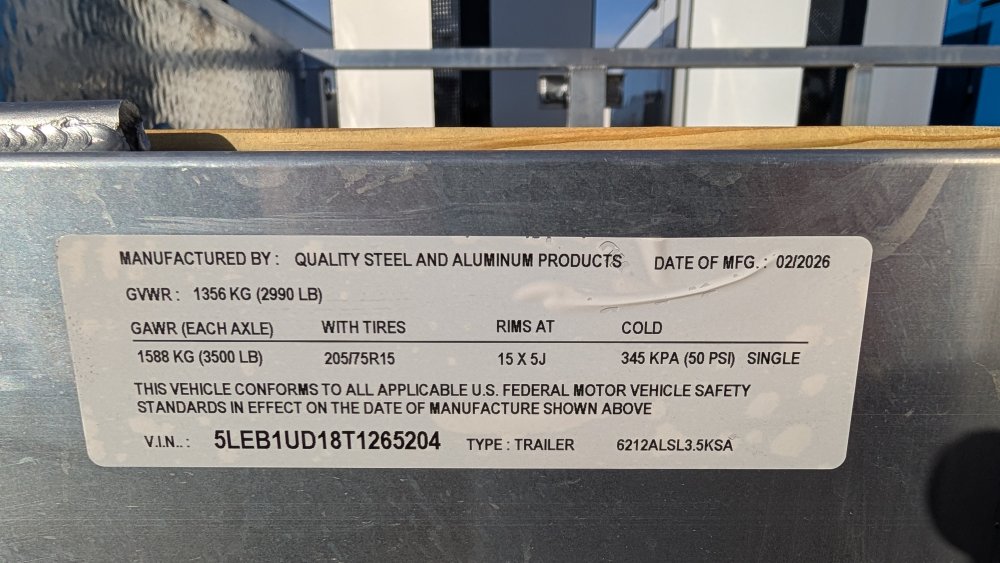 MANUFACTURED BY : QUALITY STEEL AND ALUMINUM PRODUCTS DATE OF MFG. : 02/2026
GVWR : 1356 KG (2990 LB)
GAWR (EACH AXLE) WITH TIRES RIMS AT COLD
1588 KG (3500 LB) 205/75R15 15 X 5J 345 KPA (50 PSI) SINGLE
THIS VEHICLE CONFORMS TO ALL APPLICABLE U.S. FEDERAL MOTOR VEHICLE SAFETY
STANDARDS IN EFFECT ON THE DATE OF MANUFACTURE SHOWN ABOVE
V.I.N.. : 5LEB1UD18T1265204 TYPE : TRAILER 6212ALSL3.5KSA